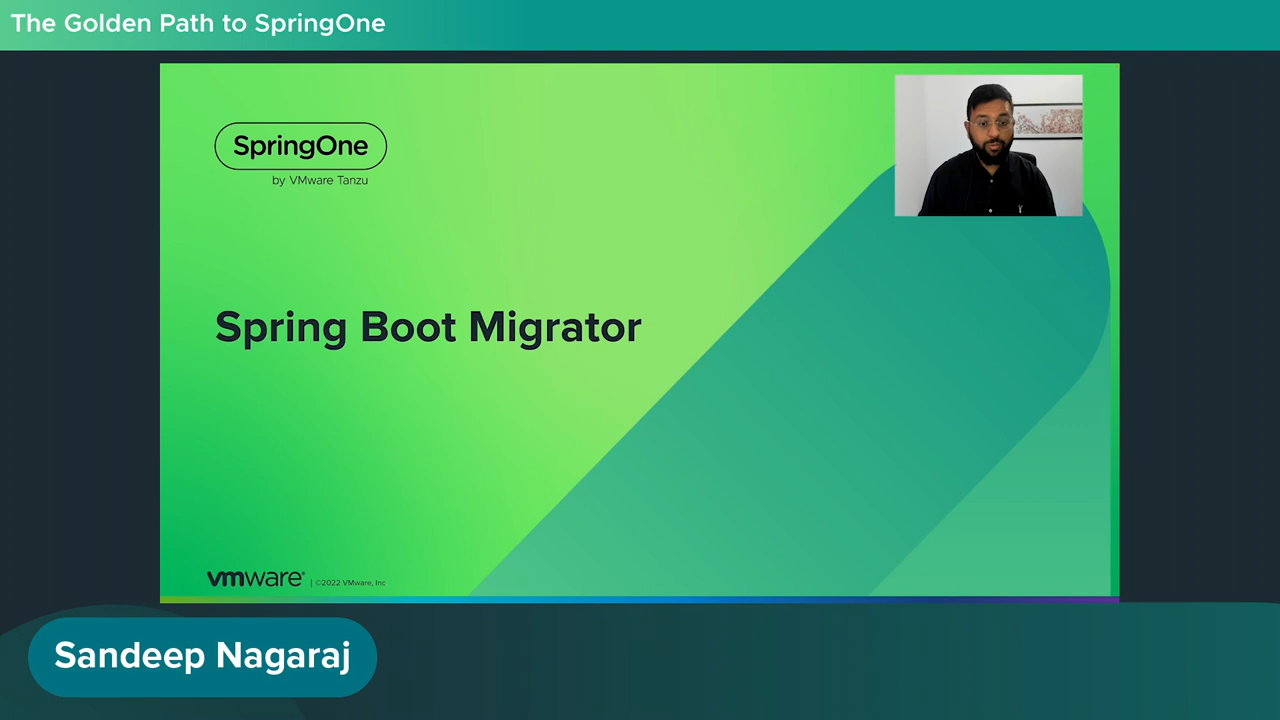 The Golden Path to SpringOne
SpringOne
by VMware Tanzu
Spring Boot Migrator
vmware® | ©2022 VMware, Inc
Sandeep Nagaraj